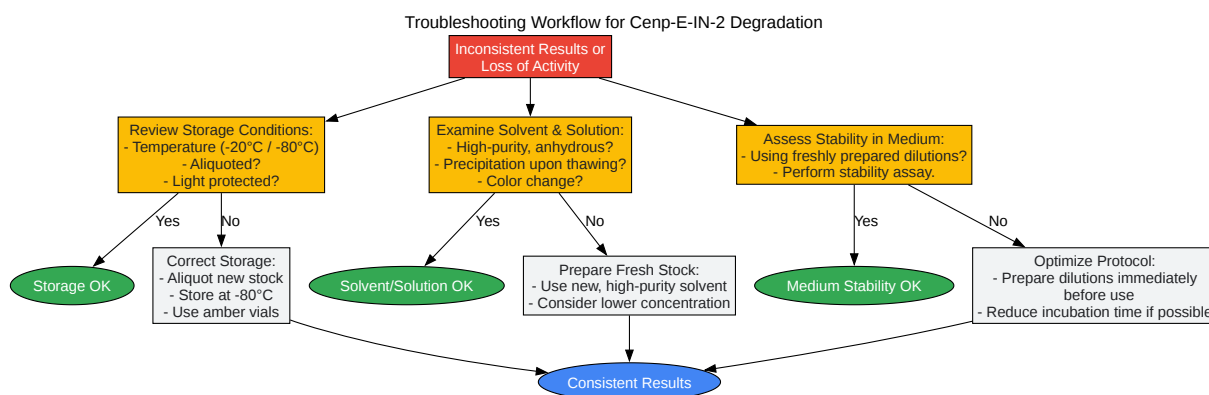 Troubleshooting Workflow for Cenp-E-IN-2 Degradation
Inconsistent Results or
Loss of Activity
Review Storage Conditions:
- Temperature (-20°C / -80°C)
- Aliquoted?
- Light protected?
Examine Solvent & Solution:
- High-purity, anhydrous?
- Precipitation upon thawing?
- Color change?
Assess Stability in Medium:
- Using freshly prepared dilutions?
- Perform stability assay.
Yes
No
Yes
No
Yes
No
Storage OK
Correct Storage:
- Aliquot new stock
- Store at -80°C
- Use amber vials
Solvent/Solution OK
Prepare Fresh Stock:
- Use new, high-purity solvent
- Consider lower concentration
Medium Stability OK
Optimize Protocol:
- Prepare dilutions immediately
before use
- Reduce incubation time if possible
Consistent Results